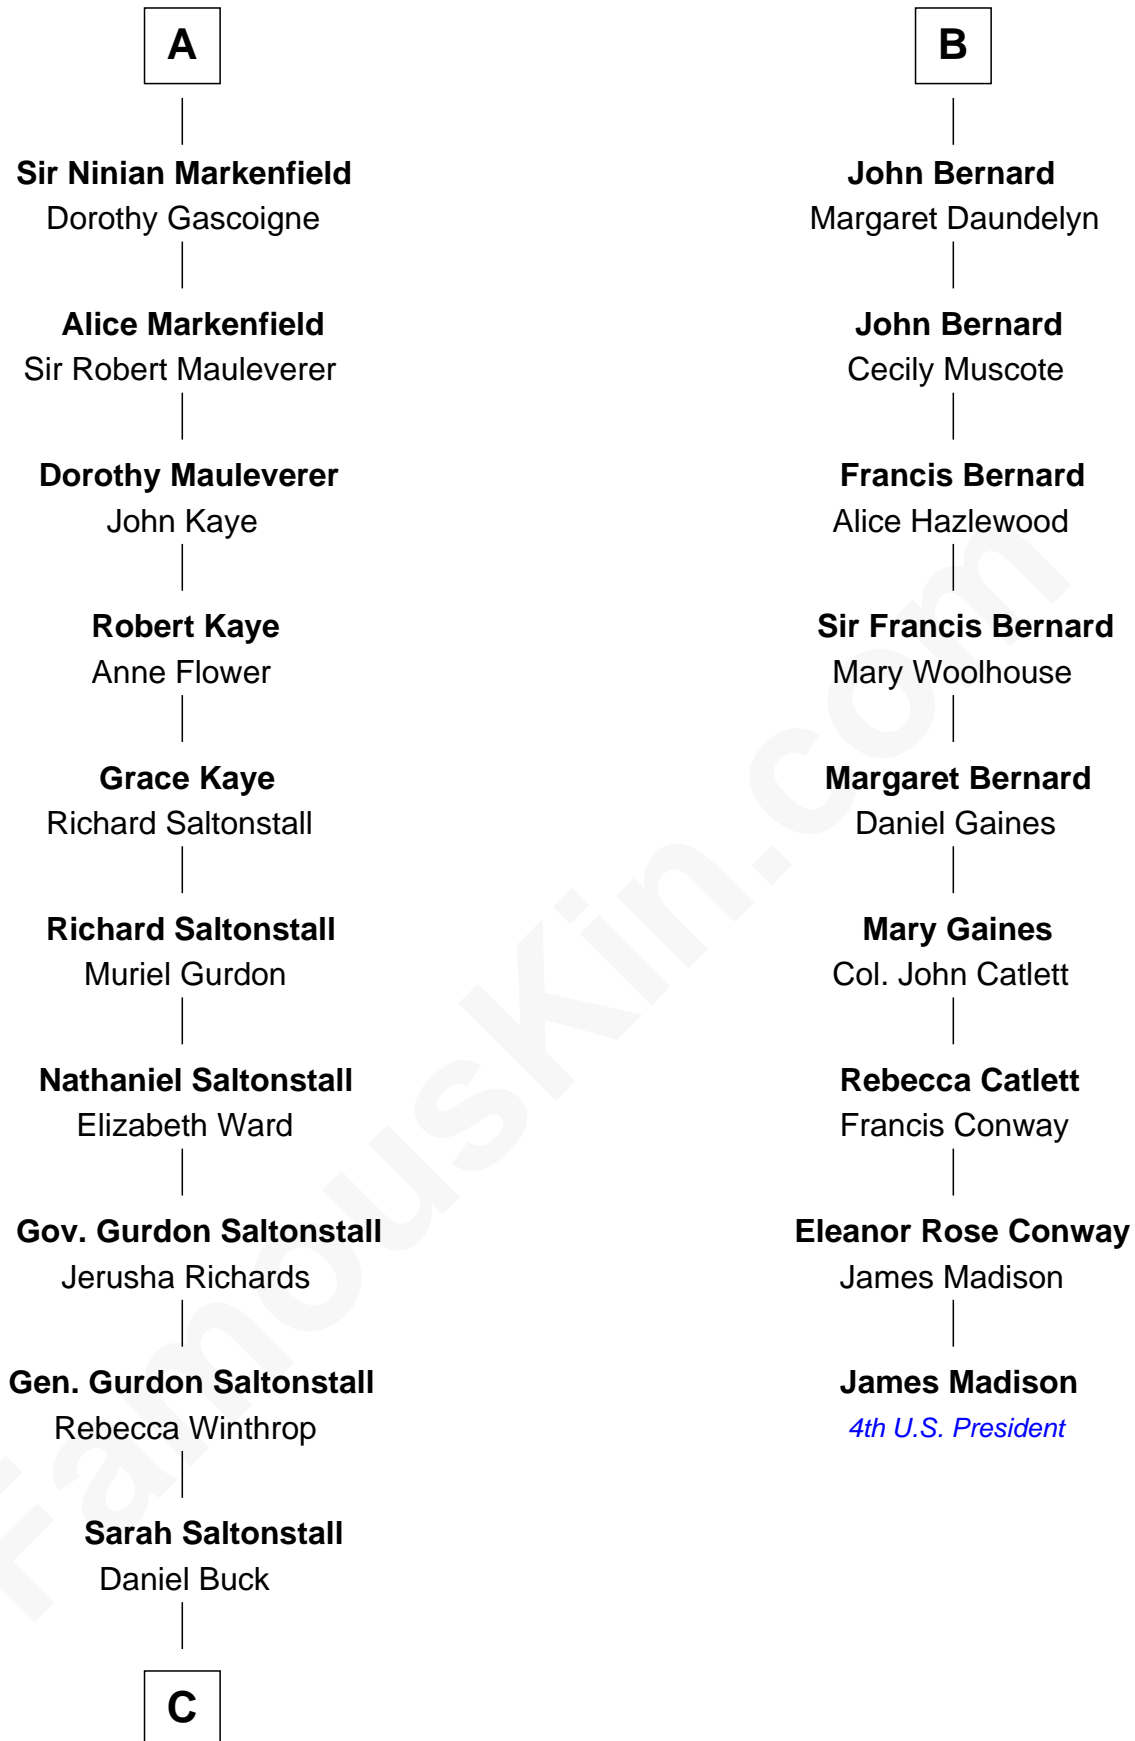 A
Sir Ninian Markenfield
Dorothy Gascoigne
Alice Markenfield
Sir Robert Mauleverer
Dorothy Mauleverer
John Kaye
Robert Kaye
Anne Flower
Grace Kaye
Richard Saltonstall
Richard Saltonstall
Muriel Gurdon
Nathaniel Saltonstall
Elizabeth Ward
Gov. Gurdon Saltonstall
Jerusha Richards
Gen. Gurdon Saltonstall
Rebecca Winthrop
Sarah Saltonstall
Daniel Buck
C
B
John Bernard
Margaret Daundelyn
John Bernard
Cecily Muscote
Francis Bernard
Alice Hazlewood
Sir Francis Bernard
Mary Woolhouse
Margaret Bernard
Daniel Gaines
Mary Gaines
Col. John Catlett
Rebecca Catlett
Francis Conway
Eleanor Rose Conway
James Madison
James Madison
4th U.S. President
FamousKin.com